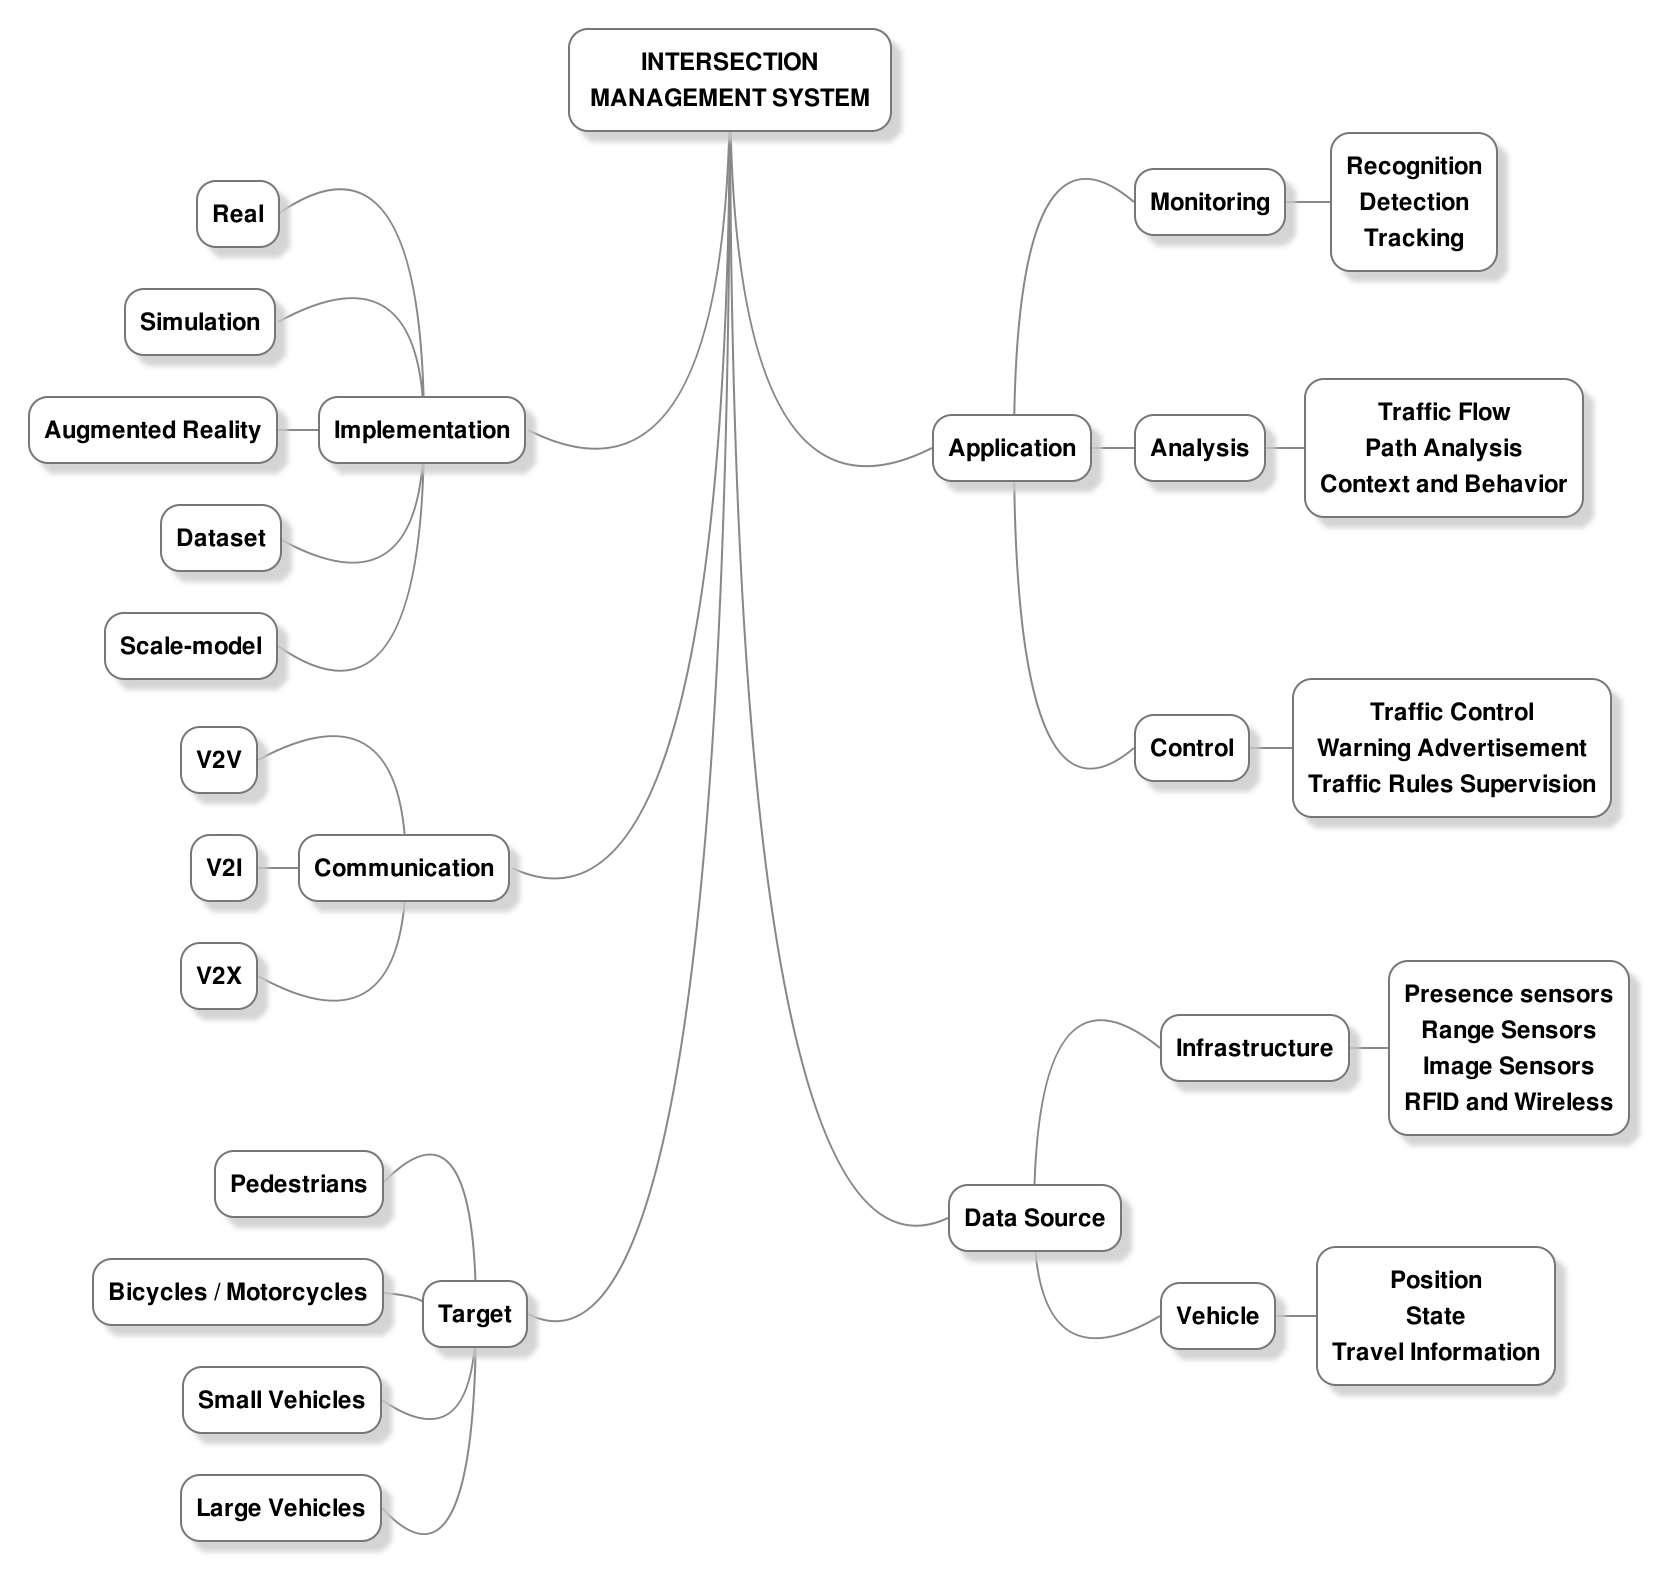 INTERSECTION
MANAGEMENT SYSTEM
Real
Simulation
Augmented Reality
Implementation
Dataset
Scale-model
V2V
V2I
Communication
V2X
Pedestrians
Bicycles / Motorcycles
Target
Small Vehicles
Large Vehicles
Application
Monitoring
Recognition
Detection
Tracking
Analysis
Traffic Flow
Path Analysis
Context and Behavior
Control
Traffic Control
Warning Advertisement
Traffic Rules Supervision
Data Source
Infrastructure
Presence sensors
Range Sensors
Image Sensors
RFID and Wireless
Vehicle
Position
State
Travel Information